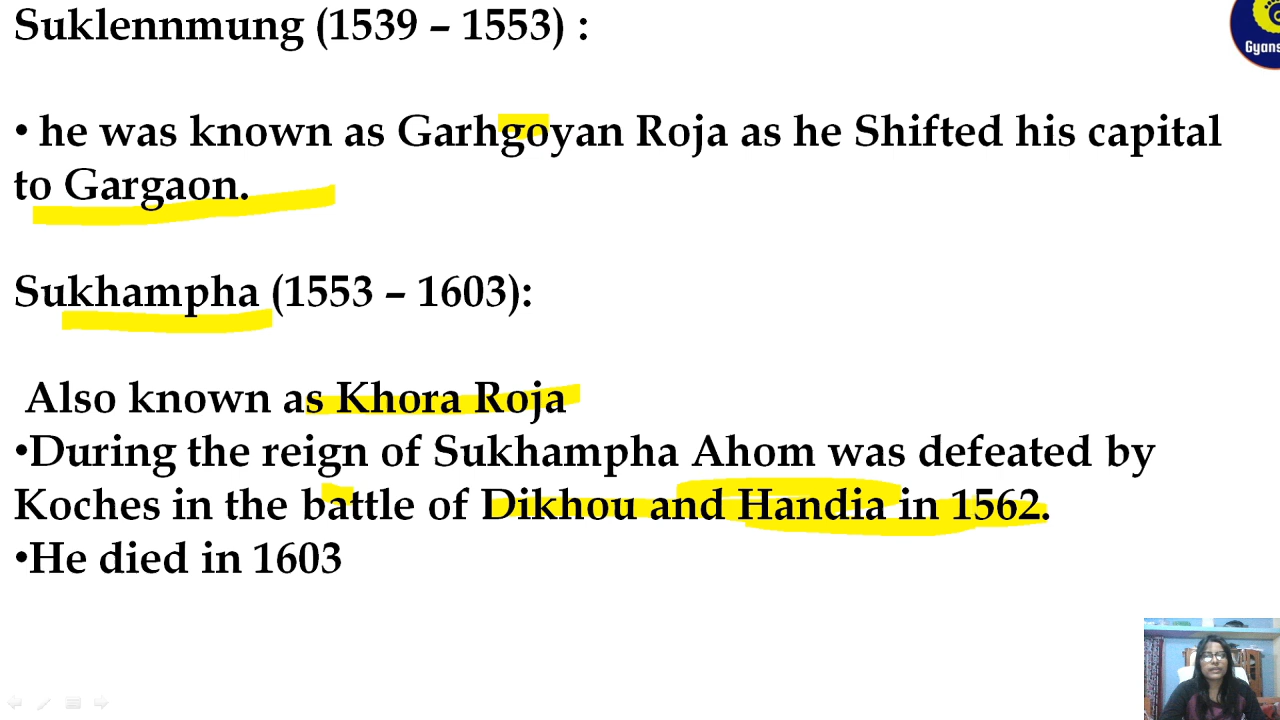 Suklennmung (1539 – 1553) :
Gyans
• he was known as Garhgoyan Roja as he Shifted his capital
to Gargaon.
Sukhampha (1553 – 1603):
Also known as Khora Roja
•During the reign of Sukhampha Ahom was defeated by
Koches in the battle of Dikhou and Handia in 1562.
•He died in 1603